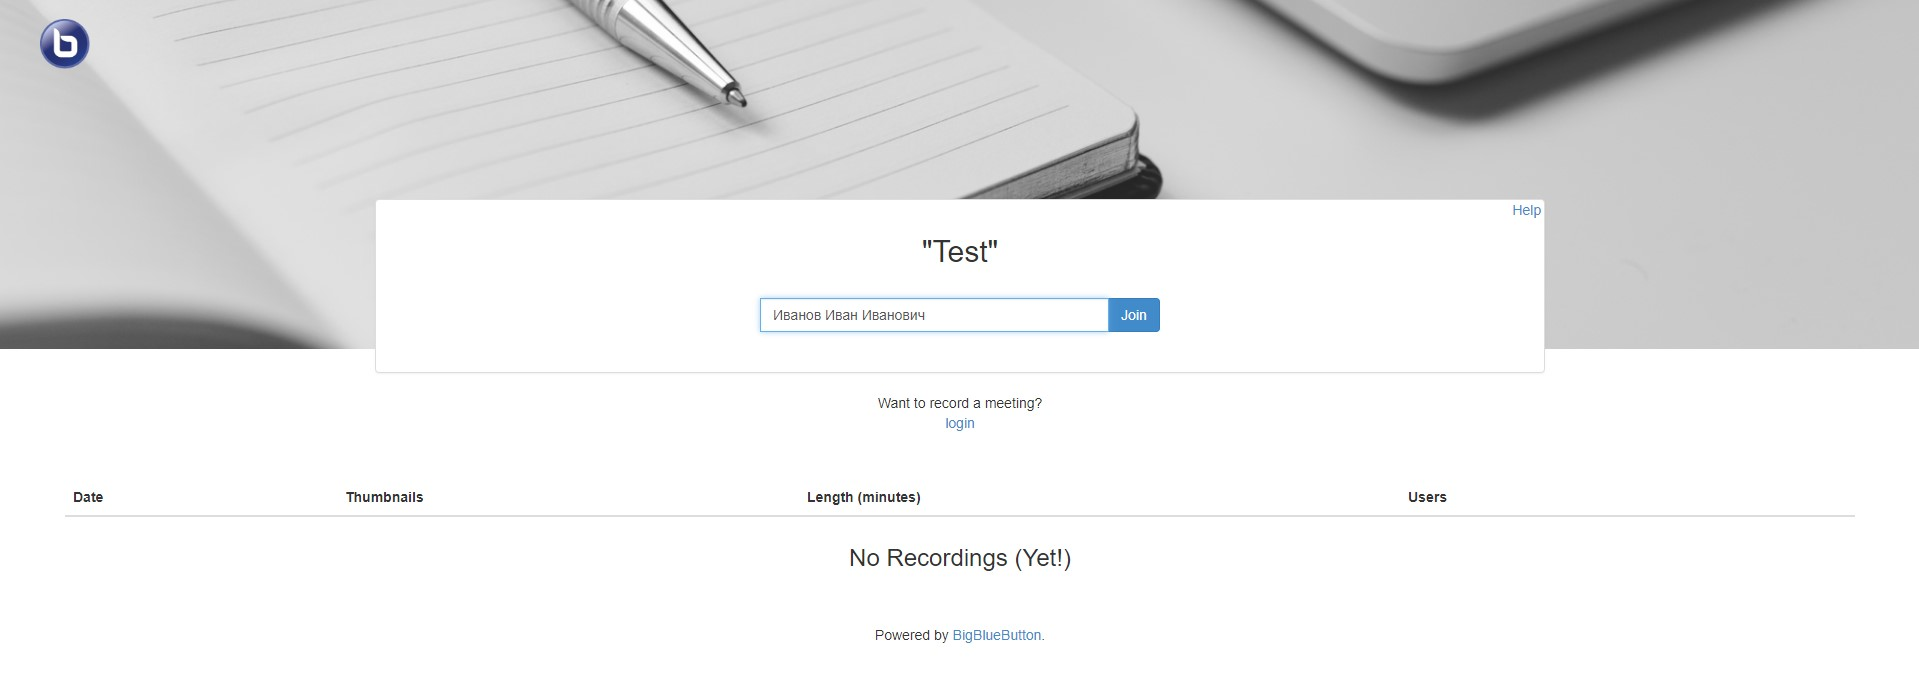 Help
"Test"
Иванов Иван Иванович Join
Want to record a meeting?
login
Date Thumbnails Length (minutes) Users
No Recordings (Yet!)
Powered by BigBlueButton.